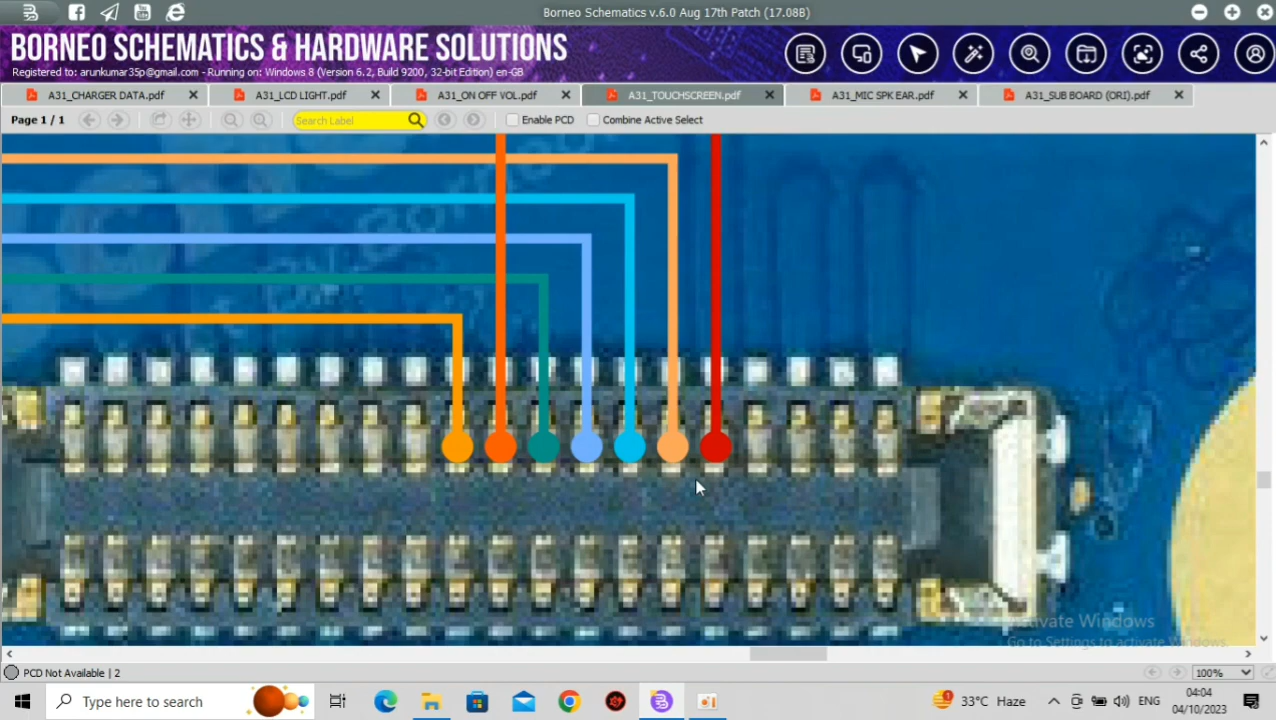 Borneo Schematics v.6.0 Aug 17th Patch (17.08B)
BORNEO SCHEMATICS & HARDWARE SOLUTIONS
Registered to: arunkumar35p@gmail.com - Running on: Windows 8 (Version 6.2, Build 9200, 32-bit Edition) en-GB
A31_CHARGER DATA.pdf A31_LCD LIGHT.pdf A31_ON OFF VOL.pdf A31_TOUCHSCREEN.pdf A31_MIC SPK EAR.pdf A31_SUB BOARD (ORI).pdf
Page 1 / 1 Search Label Enable PCD Combine Active Select
Activate Windows
Go to Settings to activate Windows.
PCD Not Available | 2 100%
Type here to search 1 33°C Haze ENG 04:04
04/10/2023